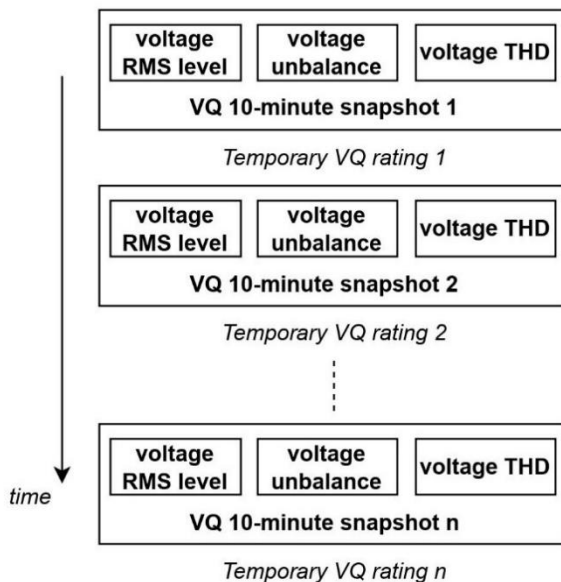 voltage
RMS level
voltage
unbalance
voltage THD
VQ 10-minute snapshot 1
Temporary VQ rating 1
voltage
RMS level
voltage
unbalance
voltage THD
VQ 10-minute snapshot 2
Temporary VQ rating 2
voltage
RMS level
voltage
unbalance
voltage THD
time
VQ 10-minute snapshot n
Temporary VQ rating n